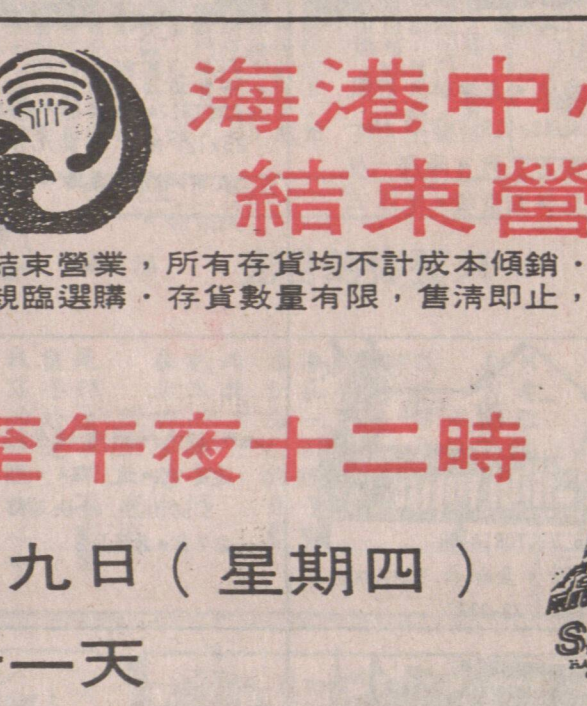 海港中心
結束營
結束營業，所有存貨均不計成本傾銷・
親臨選購・存貨數量有限，售清即止，
至午夜十二時
九日（星期四）
一天